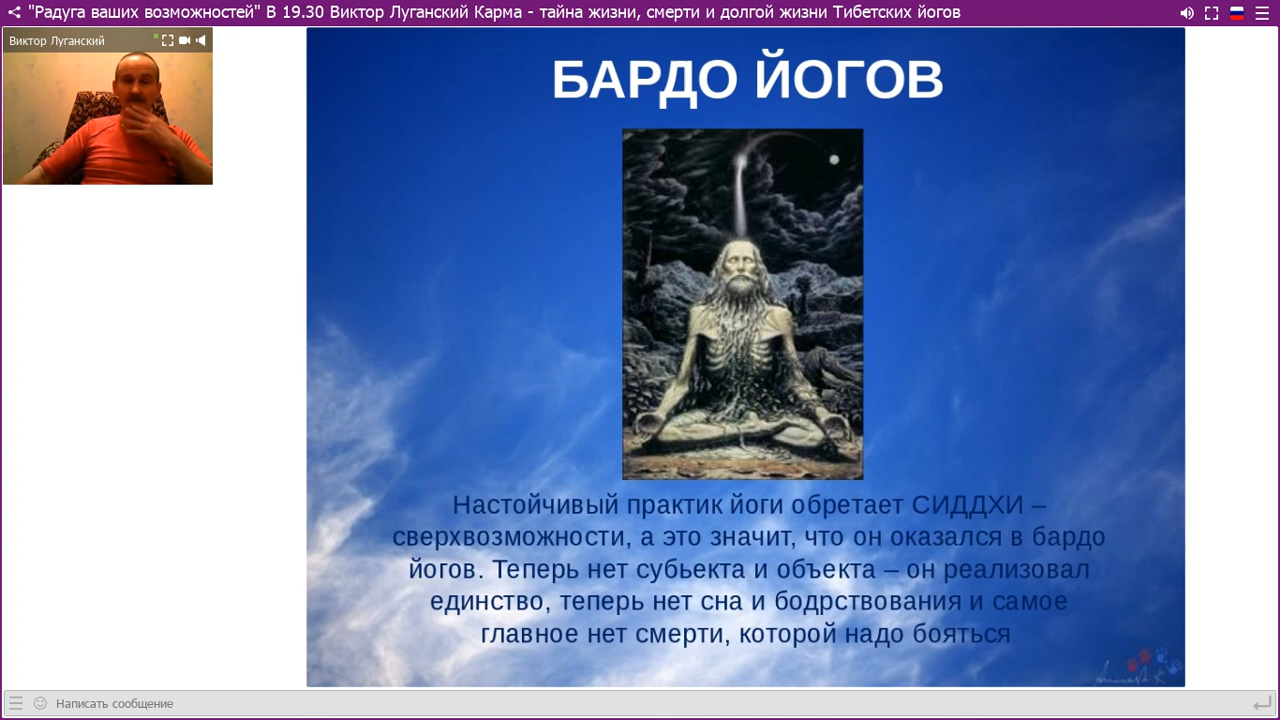 "Радуга ваших возможностей" В 19.30 Виктор Луганский Карма - тайна жизни, смерти и долгой жизни Тибетских йогов
Виктор Луганский
БАРДО ЙОГОВ
Настойчивый практик йоги обретает СИДДХИ –
сверхвозможности, а это значит, что он оказался в бардо
йогов. Теперь нет субьекта и объекта – он реализовал
единство, теперь нет сна и бодрствования и самое
главное нет смерти, которой надо бояться
Написать сообщение